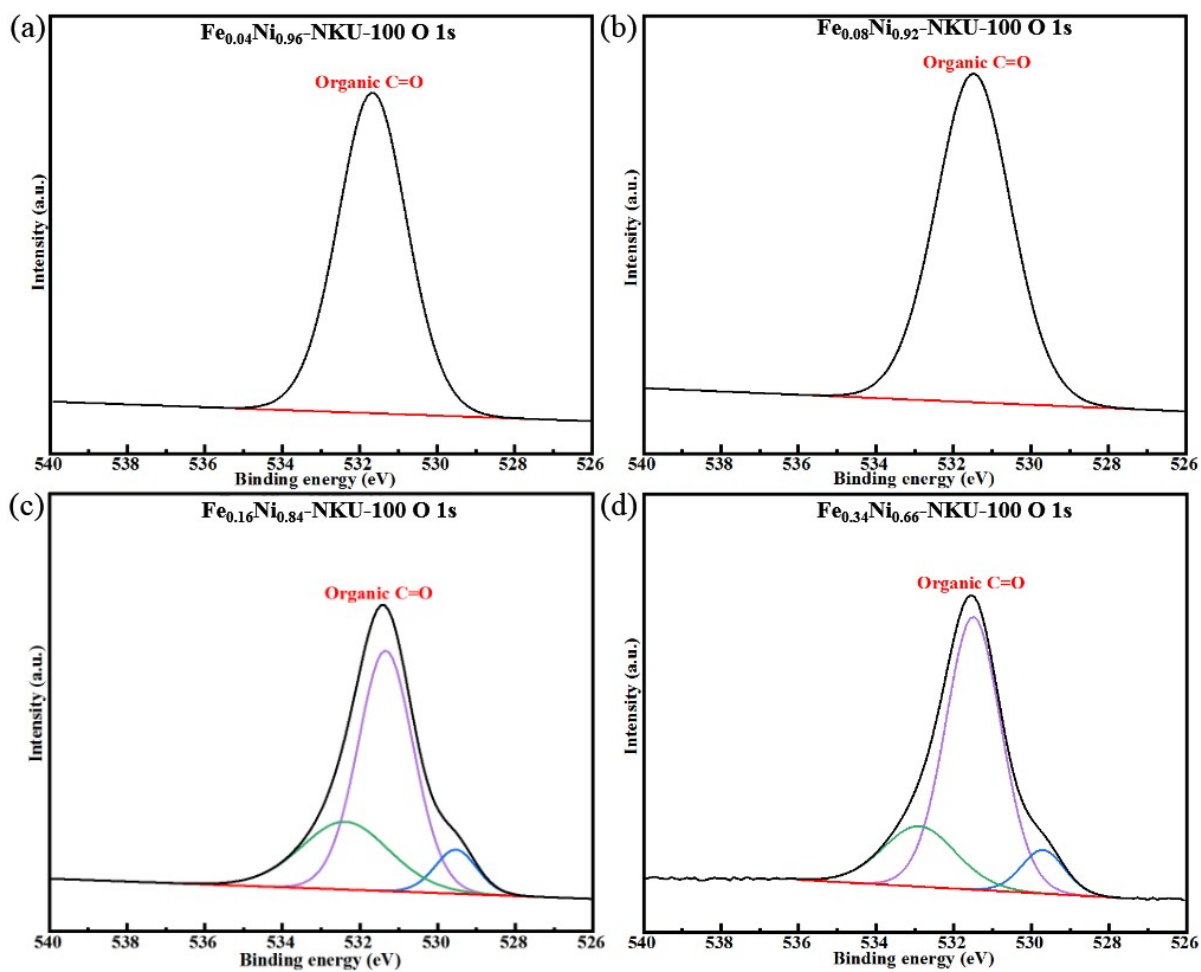 (a)
Fe0.04Ni0.96-NKU-100 O 1s
Organic C=O
Intensity (a.u.)
540 538 536 534 532 530 528 526
Binding energy (eV)
(b)
Fe0.08Ni0.92-NKU-100 O 1s
Organic C=O
Intensity (a.u.)
540 538 536 534 532 530 528 526
Binding energy (eV)
(c)
Fe0.16Ni0.84-NKU-100 O 1s
Organic C=O
Intensity (a.u.)
540 538 536 534 532 530 528 526
Binding energy (eV)
(d)
Fe0.34Ni0.66-NKU-100 O 1s
Organic C=O
Intensity (a.u.)
540 538 536 534 532 530 528 526
Binding energy (eV)